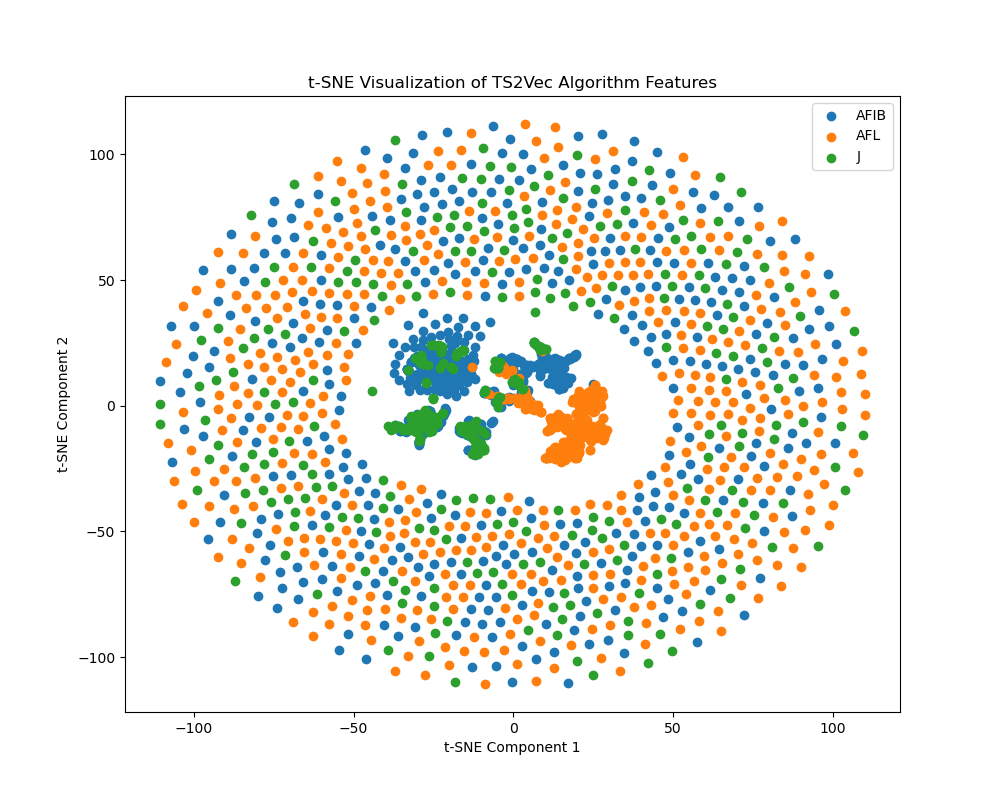 t-SNE Visualization of TS2Vec Algorithm Features
AFIB
AFL
J
100
50
0
−50
−100
t-SNE Component 2
−100
−50
0
50
100
t-SNE Component 1